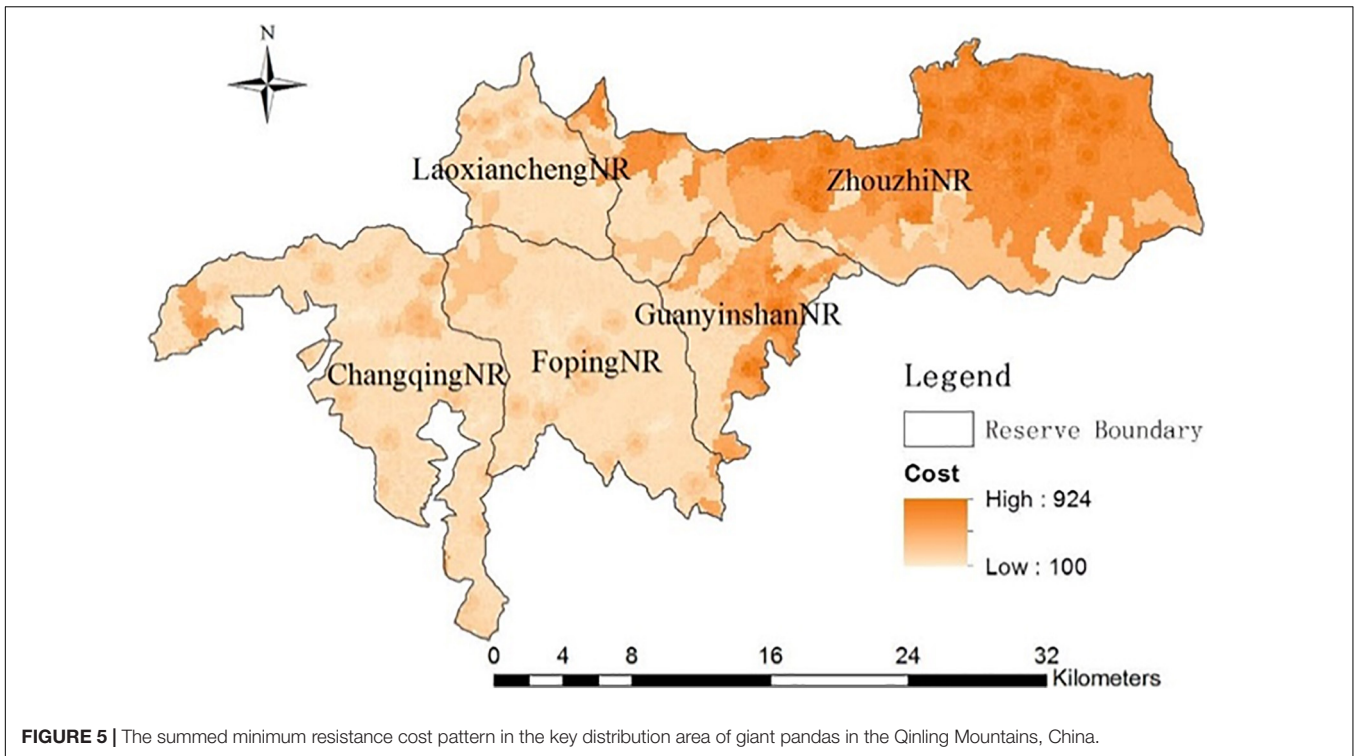 N
LaoxianchengNR
ZhouzhiNR
GuanyinshanNR
FopingNR
ChangqingNR
Legend
Reserve Boundary
Cost
High : 924
Low : 100
0 4 8 16 24 32
Kilometers
FIGURE 5 | The summed minimum resistance cost pattern in the key distribution area of giant pandas in the Qinling Mountains, China.